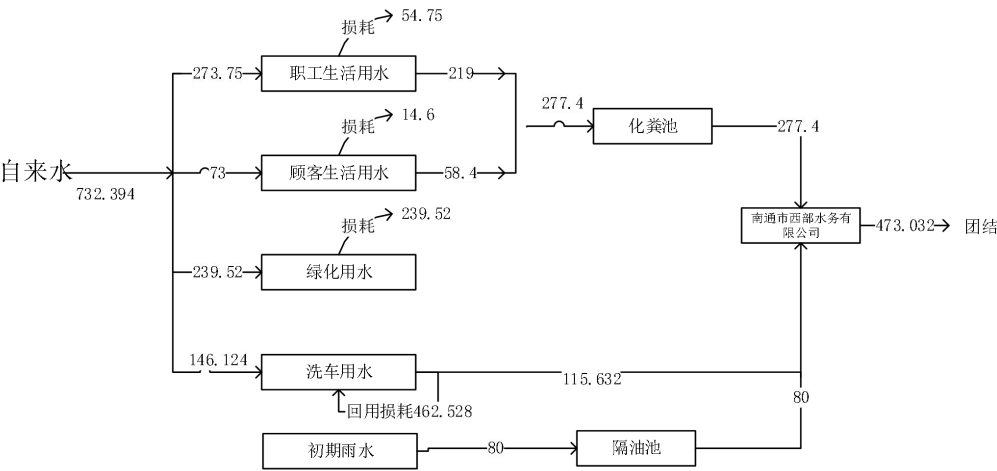 54.75
损耗
273.75
职工生活用水
219
14.6
损耗
277.4
化粪池
277.4
自来水
732.394
73
顾客生活用水
58.4
239.52
损耗
南通市西部水务有
限公司
473.032
团结
239.52
绿化用水
146.124
洗车用水
115.632
回用损耗462.528
80
初期雨水
80
隔油池